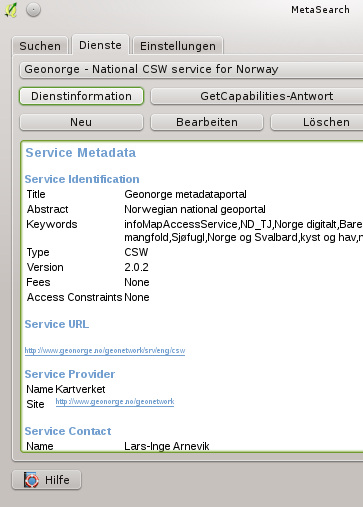 MetaSearch
Suchen Dienste Einstellungen
Geonorge - National CSW service for Norway
Dienstinformation GetCapabilities-Antwort
Neu Bearbeiten Löschen
Service Metadata
Service Identification
Title Geonorge metadataportal
Abstract Norwegian national geoportal
Keywords infoMapAccessService,ND_TJ,Norge digitalt,Bare
mangfold,Sjøfugl,Norge og Svalbard,kyst og hav,n
Type CSW
Version 2.0.2
Fees None
Access Constraints None
Service URL
http://www.geonorge.no/geonetwork/srv/eng/csw
Service Provider
Name Kartverket
Site http://www.geonorge.no/geonetwork
Service Contact
Name Lars-Inge Arnevik
Hilfe